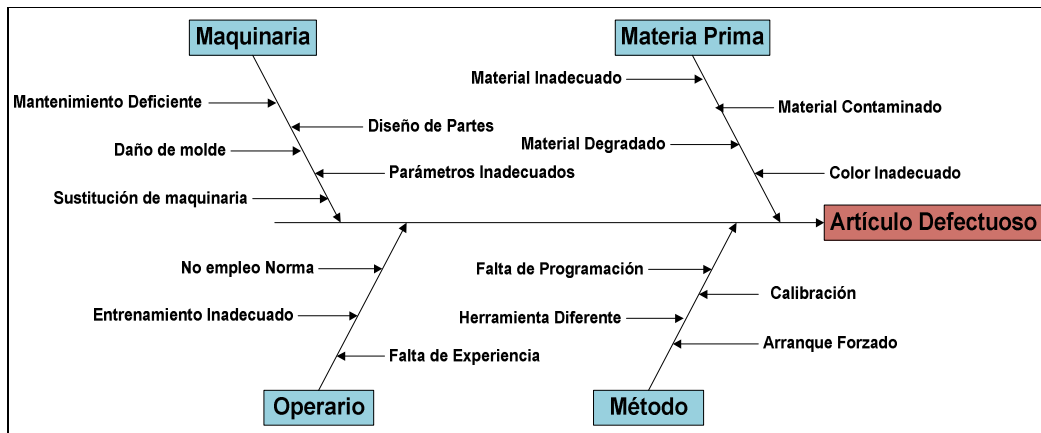 Maquinaria
Materia Prima
Material Inadecuado
Mantenimiento Deficiente
Material Contaminado
Diseño de Partes
Daño de molde
Material Degradado
Parámetros Inadecuados
Color Inadecuado
Sustitución de maquinaria
Artículo Defectuoso
No empleo Norma
Falta de Programación
Calibración
Entrenamiento Inadecuado
Herramienta Diferente
Arranque Forzado
Falta de Experiencia
Operario
Método